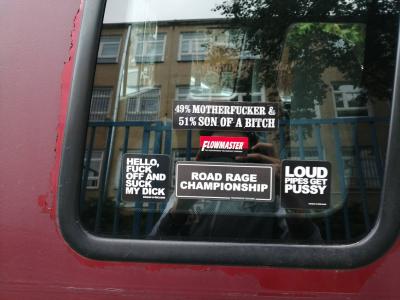 49% MOTHERFUCKER &
51% SON OF A BITCH
FLOWMASTER
HELLO,
FUCK
OFF AND
SUCK
MY DICK
ROAD RAGE
CHAMPIONSHIP
LOUD
PIPES GET
PUSSY